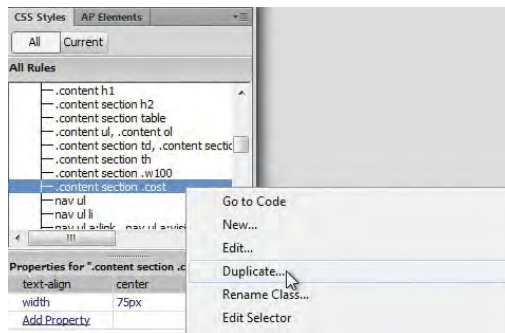 CSS Styles AP Elements
All Current
All Rules
.content h1
.content section h2
.content section table
.content ul, .content ol
.content section td, .content sectic
.content section th
.content section .w100
.content section .cost
nav ul
nav ul li
Properties for ".content section .c
text-align center
width 75px
Add Property
Go to Code
New...
Edit...
Duplicate...
Rename Class...
Edit Selector